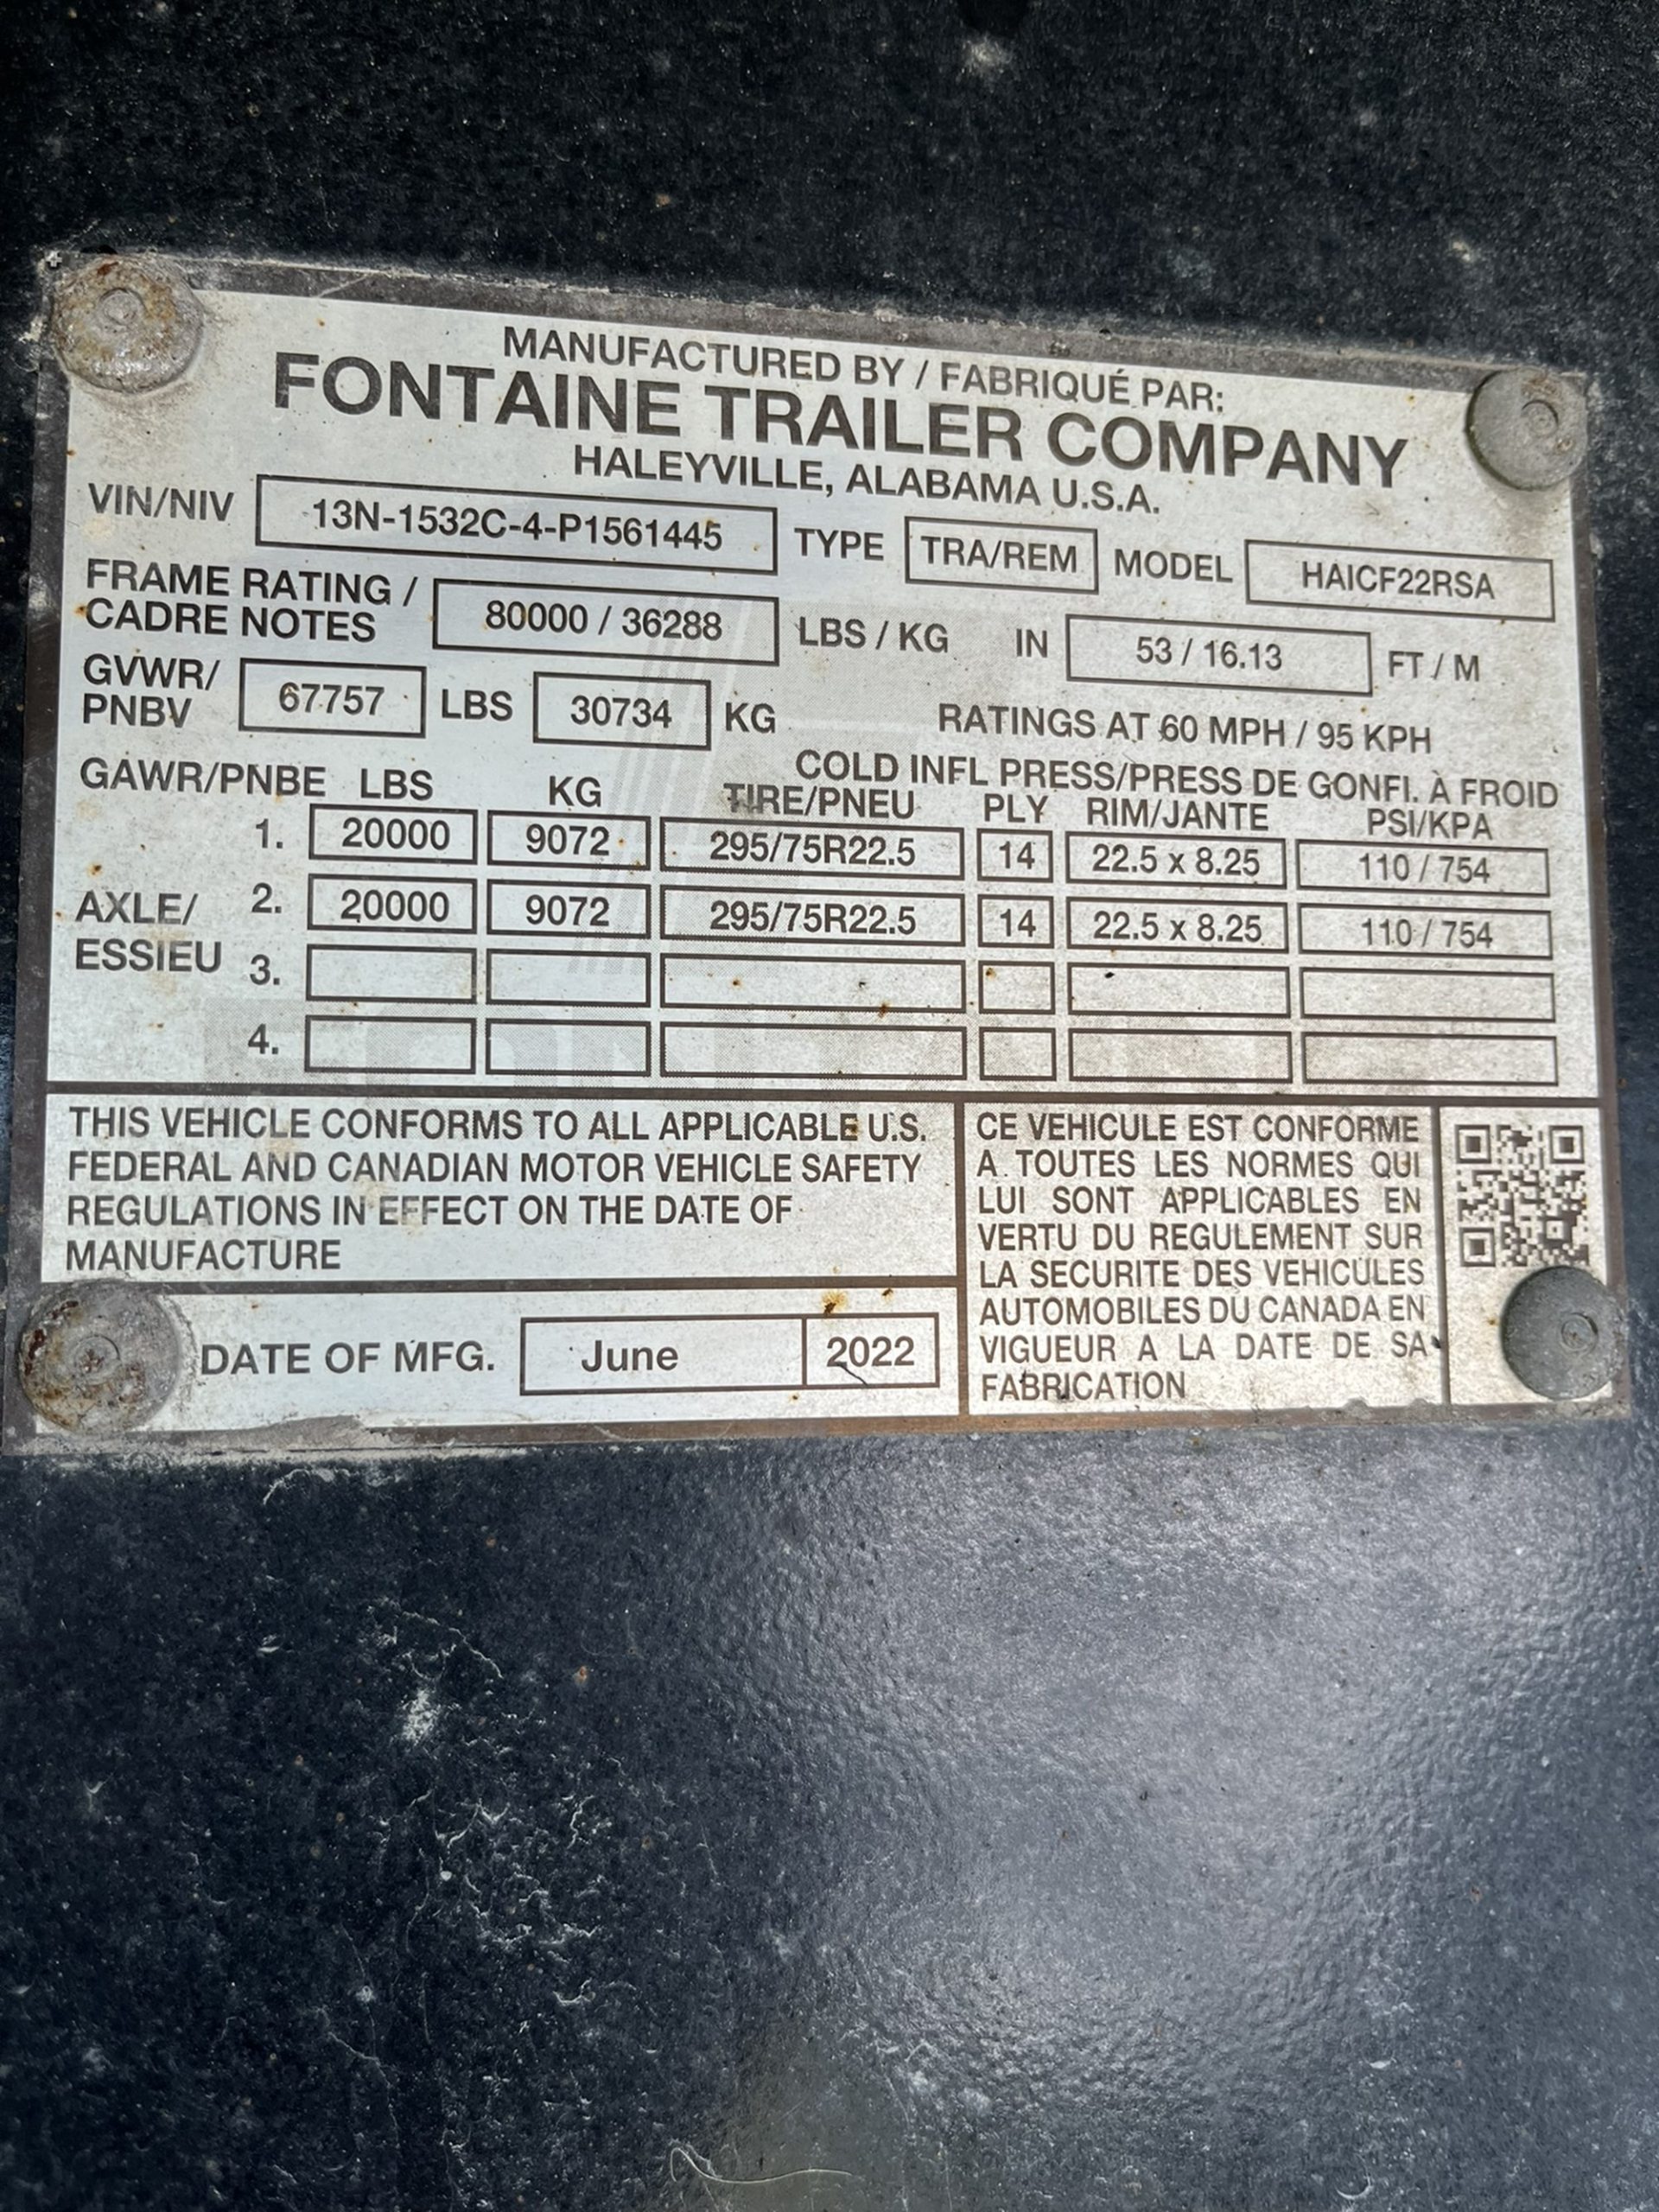 MANUFACTURED BY / FABRIQUÉ PAR:
FONTAINE TRAILER COMPANY
HALEYVILLE, ALABAMA U.S.A.
VIN/NIV 13N-1532C-4-P1561445 TYPE TRA/REM MODEL HAICF22RSA
FRAME RATING /
CADRE NOTES 80000 / 36288 LBS / KG IN 53 / 16.13 FT / M
GVWR/
PNBV 67757 LBS 30734 KG RATINGS AT 60 MPH / 95 KPH
COLD INFL PRESS/PRESS DE GONFI. À FROID
GAWR/PNBE LBS KG TIRE/PNEU PLY RIM/JANTE PSI/KPA
1. 20000 9072 295/75R22.5 14 22.5 x 8.25 110 / 754
AXLE/
ESSIEU
2. 20000 9072 295/75R22.5 14 22.5 x 8.25 110 / 754
3.
4.
THIS VEHICLE CONFORMS TO ALL APPLICABLE U.S.
FEDERAL AND CANADIAN MOTOR VEHICLE SAFETY
REGULATIONS IN EFFECT ON THE DATE OF
MANUFACTURE
DATE OF MFG. June 2022
CE VEHICULE EST CONFORME
A TOUTES LES NORMES QUI
LUI SONT APPLICABLES EN
VERTU DU REGULEMENT SUR
LA SECURITE DES VEHICULES
AUTOMOBILES DU CANADA EN
VIGUEUR A LA DATE DE SA
FABRICATION